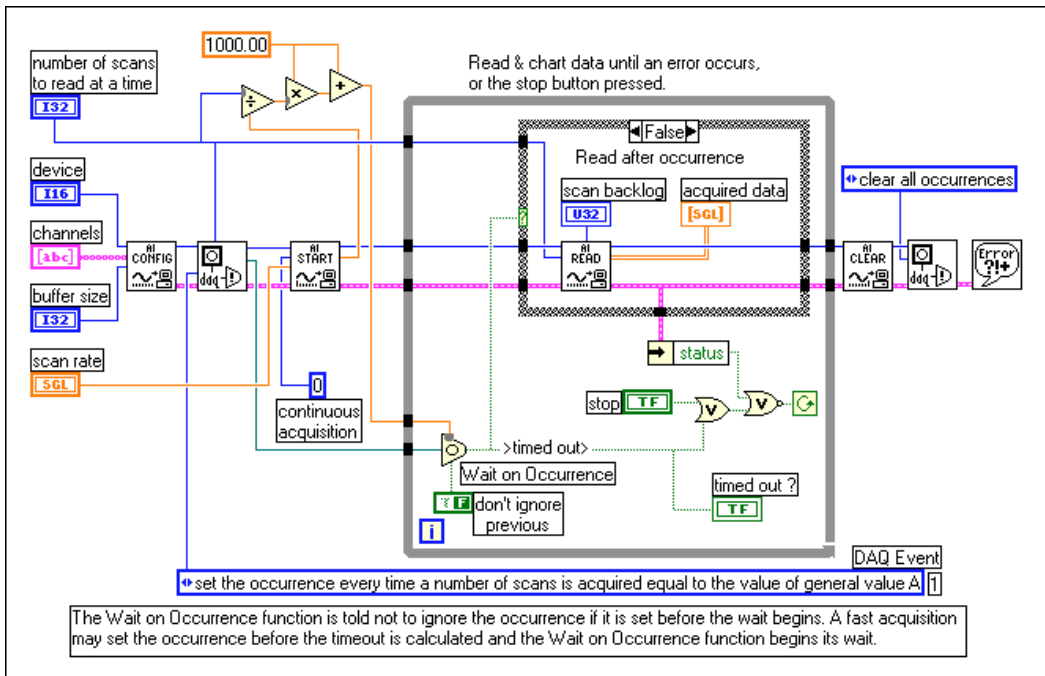 number of scans
to read at a time
I32
1000.00
÷
×
+
Read & chart data until an error occurs,
or the stop button pressed.
False
Read after occurrence
device
I16
scan backlog
U32
acquired data
[SGL]
clear all occurrences
channels
[abc]
AI
CONFIG
ddq
AI
START
?
AI
READ
AI
CLEAR
ddq
Error
?!+
buffer size
I32
scan rate
SGL
0
continuous
acquisition
status
stop
TF
V
V
>timed out>
Wait on Occurrence
F
don't ignore
previous
timed out ?
TF
i
DAQ Event
set the occurrence every time a number of scans is acquired equal to the value of general value A
1
The Wait on Occurrence function is told not to ignore the occurrence if it is set before the wait begins. A fast acquisition
may set the occurrence before the timeout is calculated and the Wait on Occurrence function begins its wait.